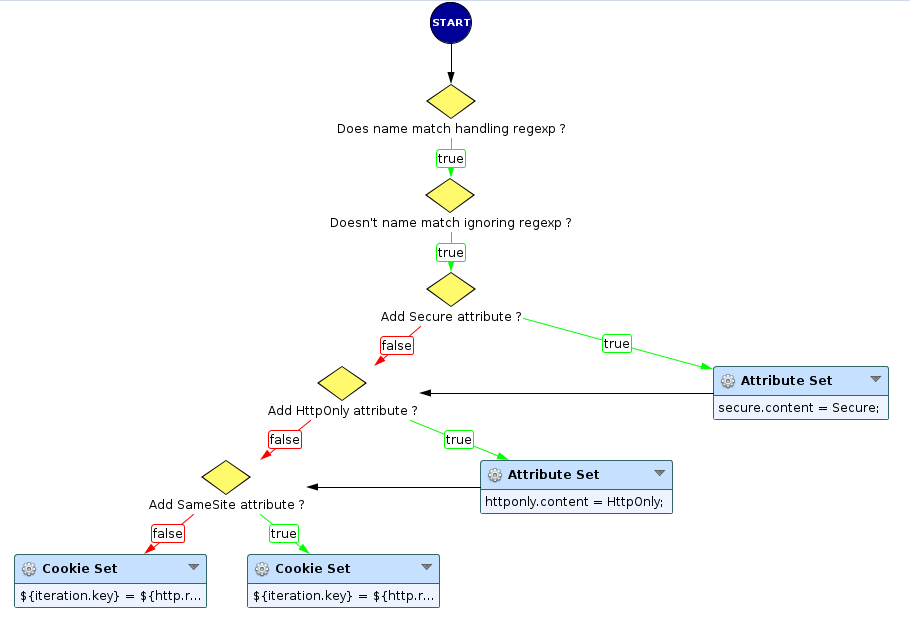 START
Does name match handling regexp ?
true
Doesn't name match ignoring regexp ?
true
Add Secure attribute ?
false
true
Attribute Set
secure.content = Secure;
Add HttpOnly attribute ?
false
true
Attribute Set
httponly.content = HttpOnly;
Add SameSite attribute ?
false
true
Cookie Set
${iteration.key} = ${http.r...
Cookie Set
${iteration.key} = ${http.r...